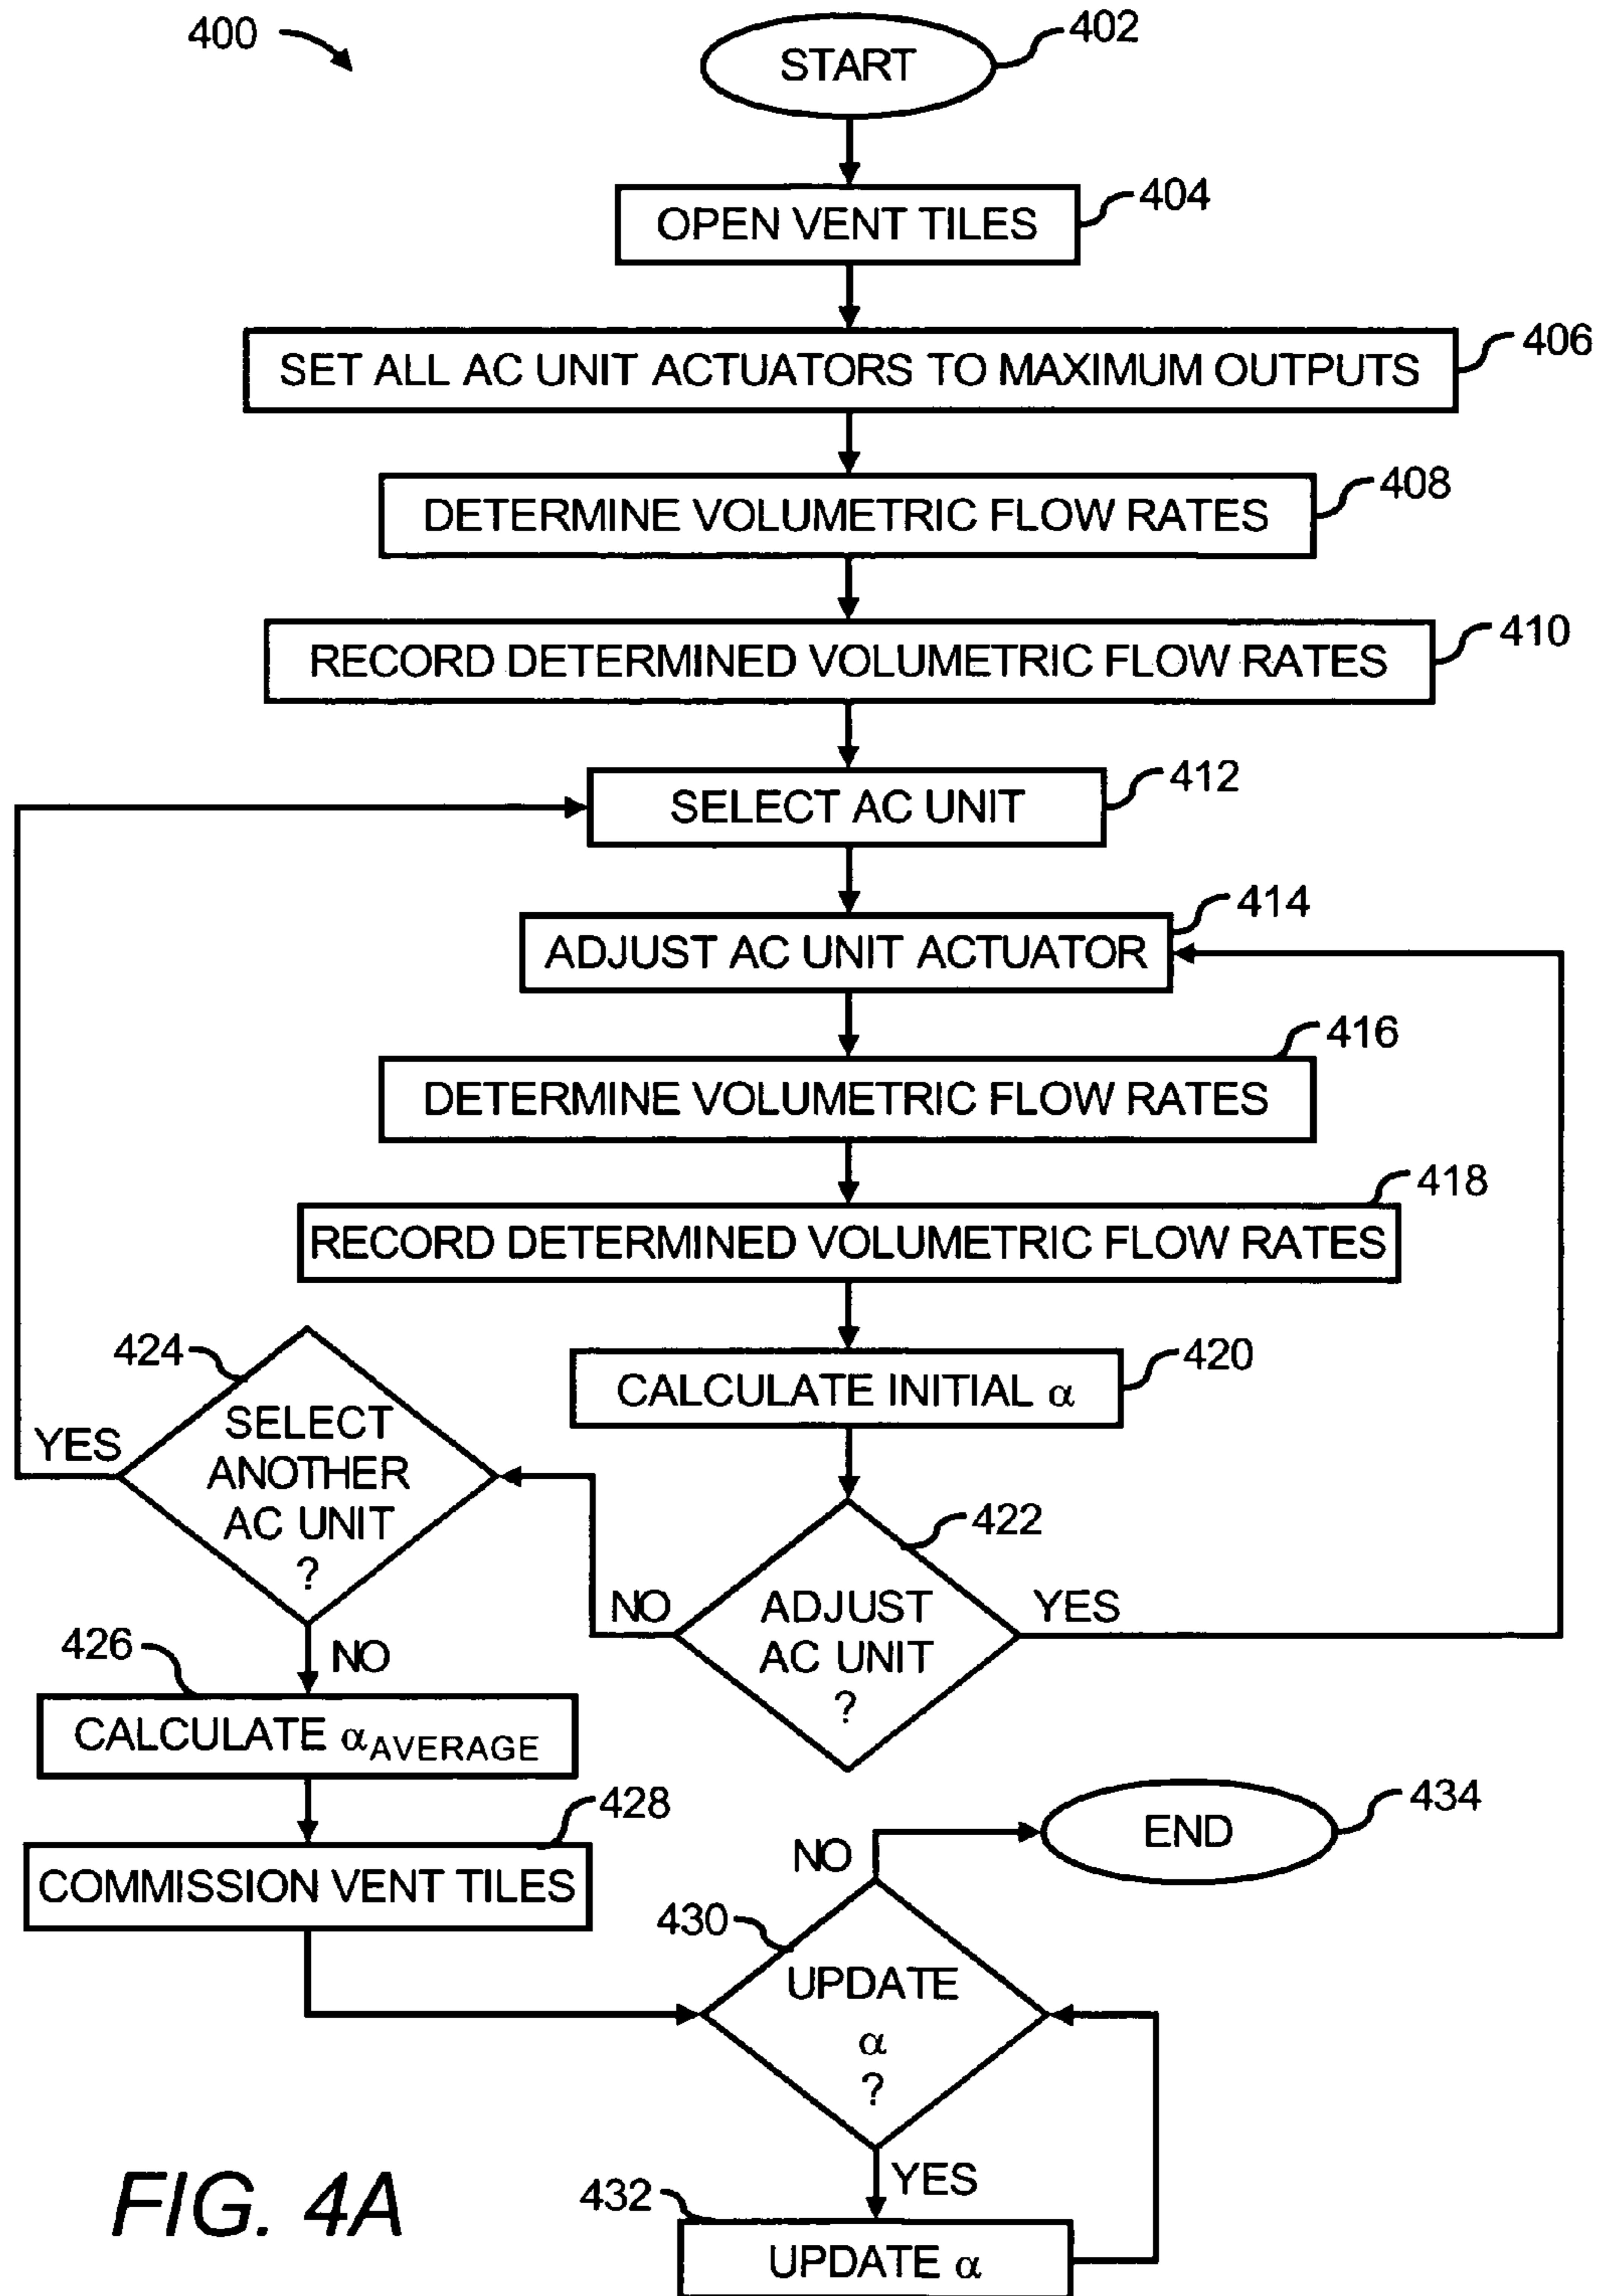 400
START
402
OPEN VENT TILES
404
SET ALL AC UNIT ACTUATORS TO MAXIMUM OUTPUTS
406
DETERMINE VOLUMETRIC FLOW RATES
408
RECORD DETERMINED VOLUMETRIC FLOW RATES
410
SELECT AC UNIT
412
ADJUST AC UNIT ACTUATOR
414
DETERMINE VOLUMETRIC FLOW RATES
416
RECORD DETERMINED VOLUMETRIC FLOW RATES
418
CALCULATE INITIAL α
420
424
SELECT
ANOTHER
AC UNIT
?
YES
NO
422
ADJUST
AC UNIT
?
NO
YES
426
CALCULATE αAVERAGE
428
COMMISSION VENT TILES
430
UPDATE
α
?
NO
END
434
YES
432
UPDATE α
FIG. 4A